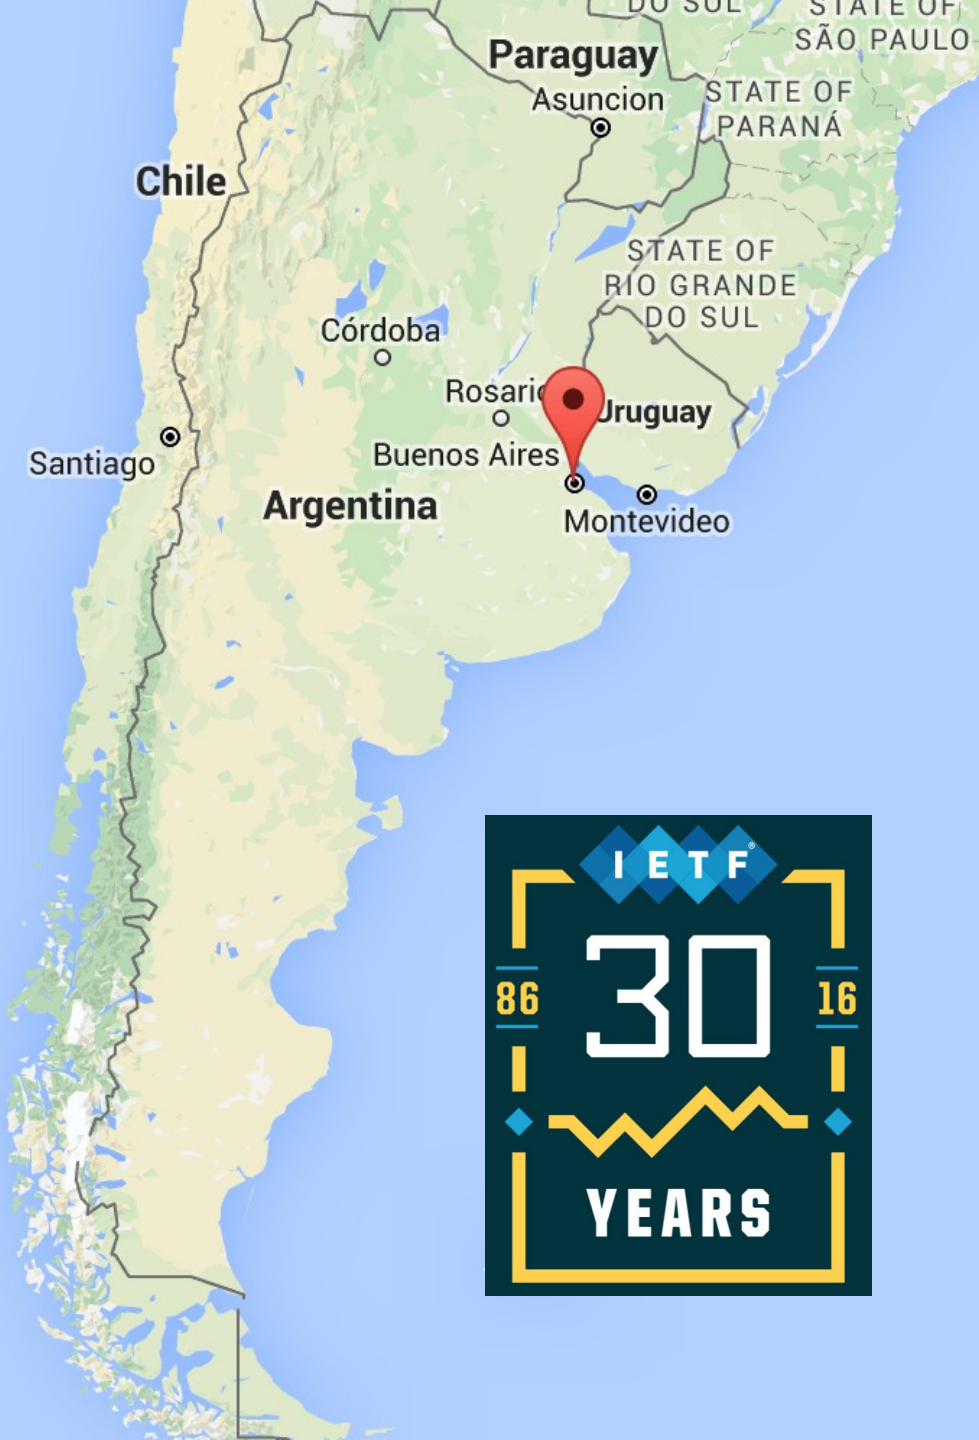 DO SUL
STATE OF
SÃO PAULO
Paraguay
Asuncion
STATE OF
PARANÁ
Chile
STATE OF
RIO GRANDE
DO SUL
Córdoba
Rosario
Uruguay
Santiago
Buenos Aires
Argentina
Montevideo
IETF®
30
86
16
YEARS